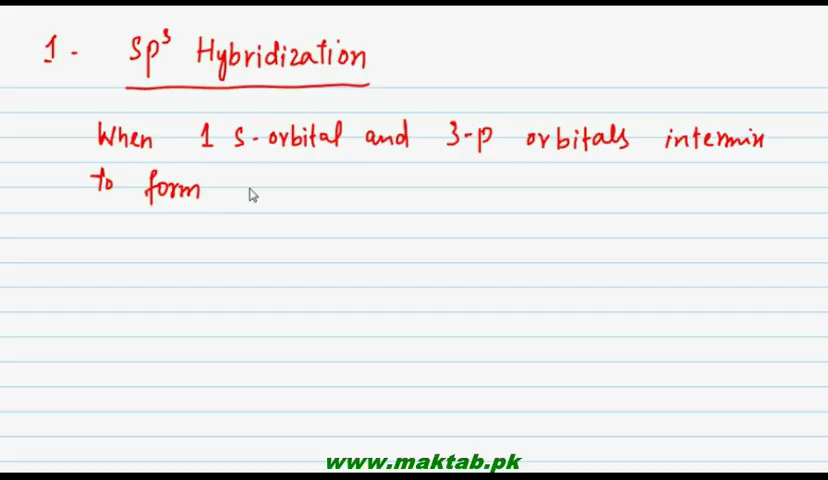 1- Sp³ Hybridization
When 1 s-orbital and 3-p orbitals intermix
to form
www.maktab.pk